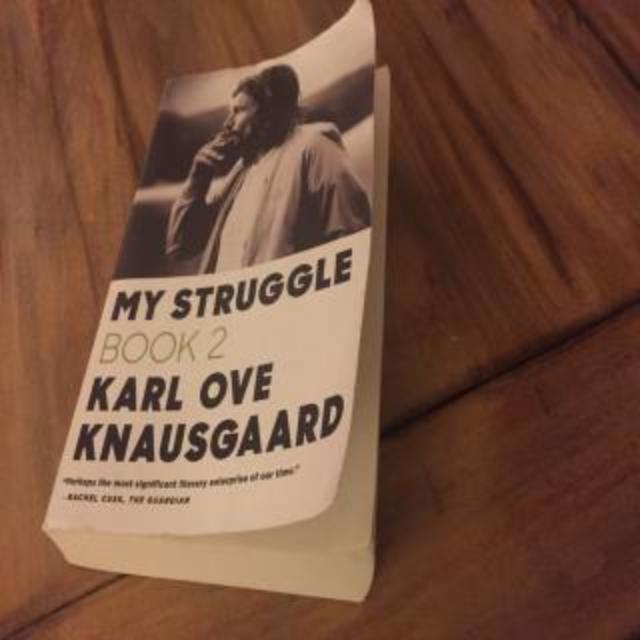 MY STRUGGLE
BOOK 2
KARL OVE
KNAUSGAARD
"Perhaps the most significant literary enterprise of our time."
—RACHEL CUSK, THE GUARDIAN